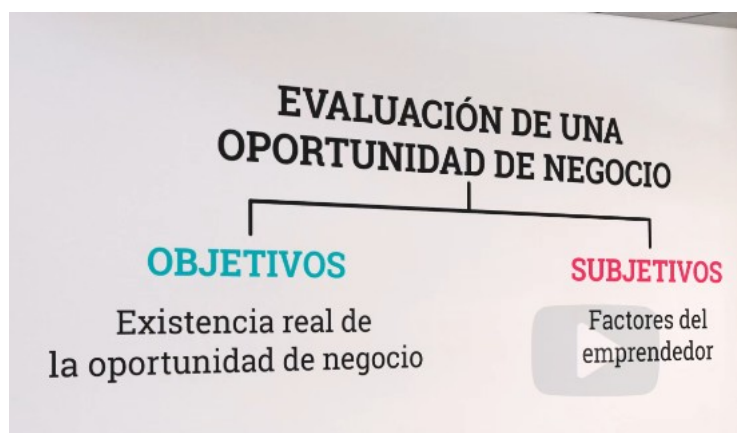 EVALUACIÓN DE UNA
OPORTUNIDAD DE NEGOCIO
OBJETIVOS
Existencia real de
la oportunidad de negocio
SUBJETIVOS
Factores del
emprendedor